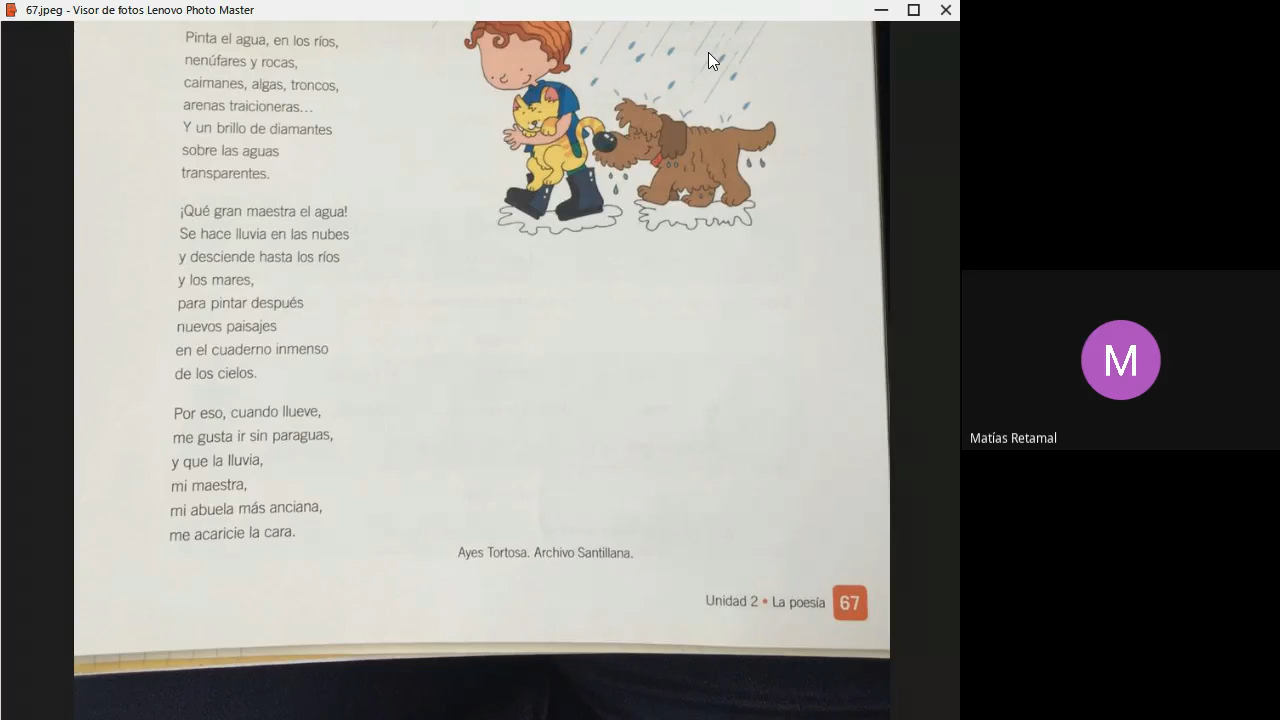 67.jpeg - Visor de fotos Lenovo Photo Master
Pinta el agua, en los ríos,
nenúfares y rocas,
caimanes, algas, troncos,
arenas traicioneras...
Y un brillo de diamantes
sobre las aguas
transparentes.
¡Qué gran maestra el agua!
Se hace lluvia en las nubes
y desciende hasta los ríos
y los mares,
para pintar después
nuevos paisajes
en el cuaderno inmenso
de los cielos.
Por eso, cuando llueve,
me gusta ir sin paraguas,
y que la lluvia,
mi maestra,
mi abuela más anciana,
me acaricie la cara.
Ayes Tortosa. Archivo Santillana.
Unidad 2 • La poesía 67
M
Matías Retamal